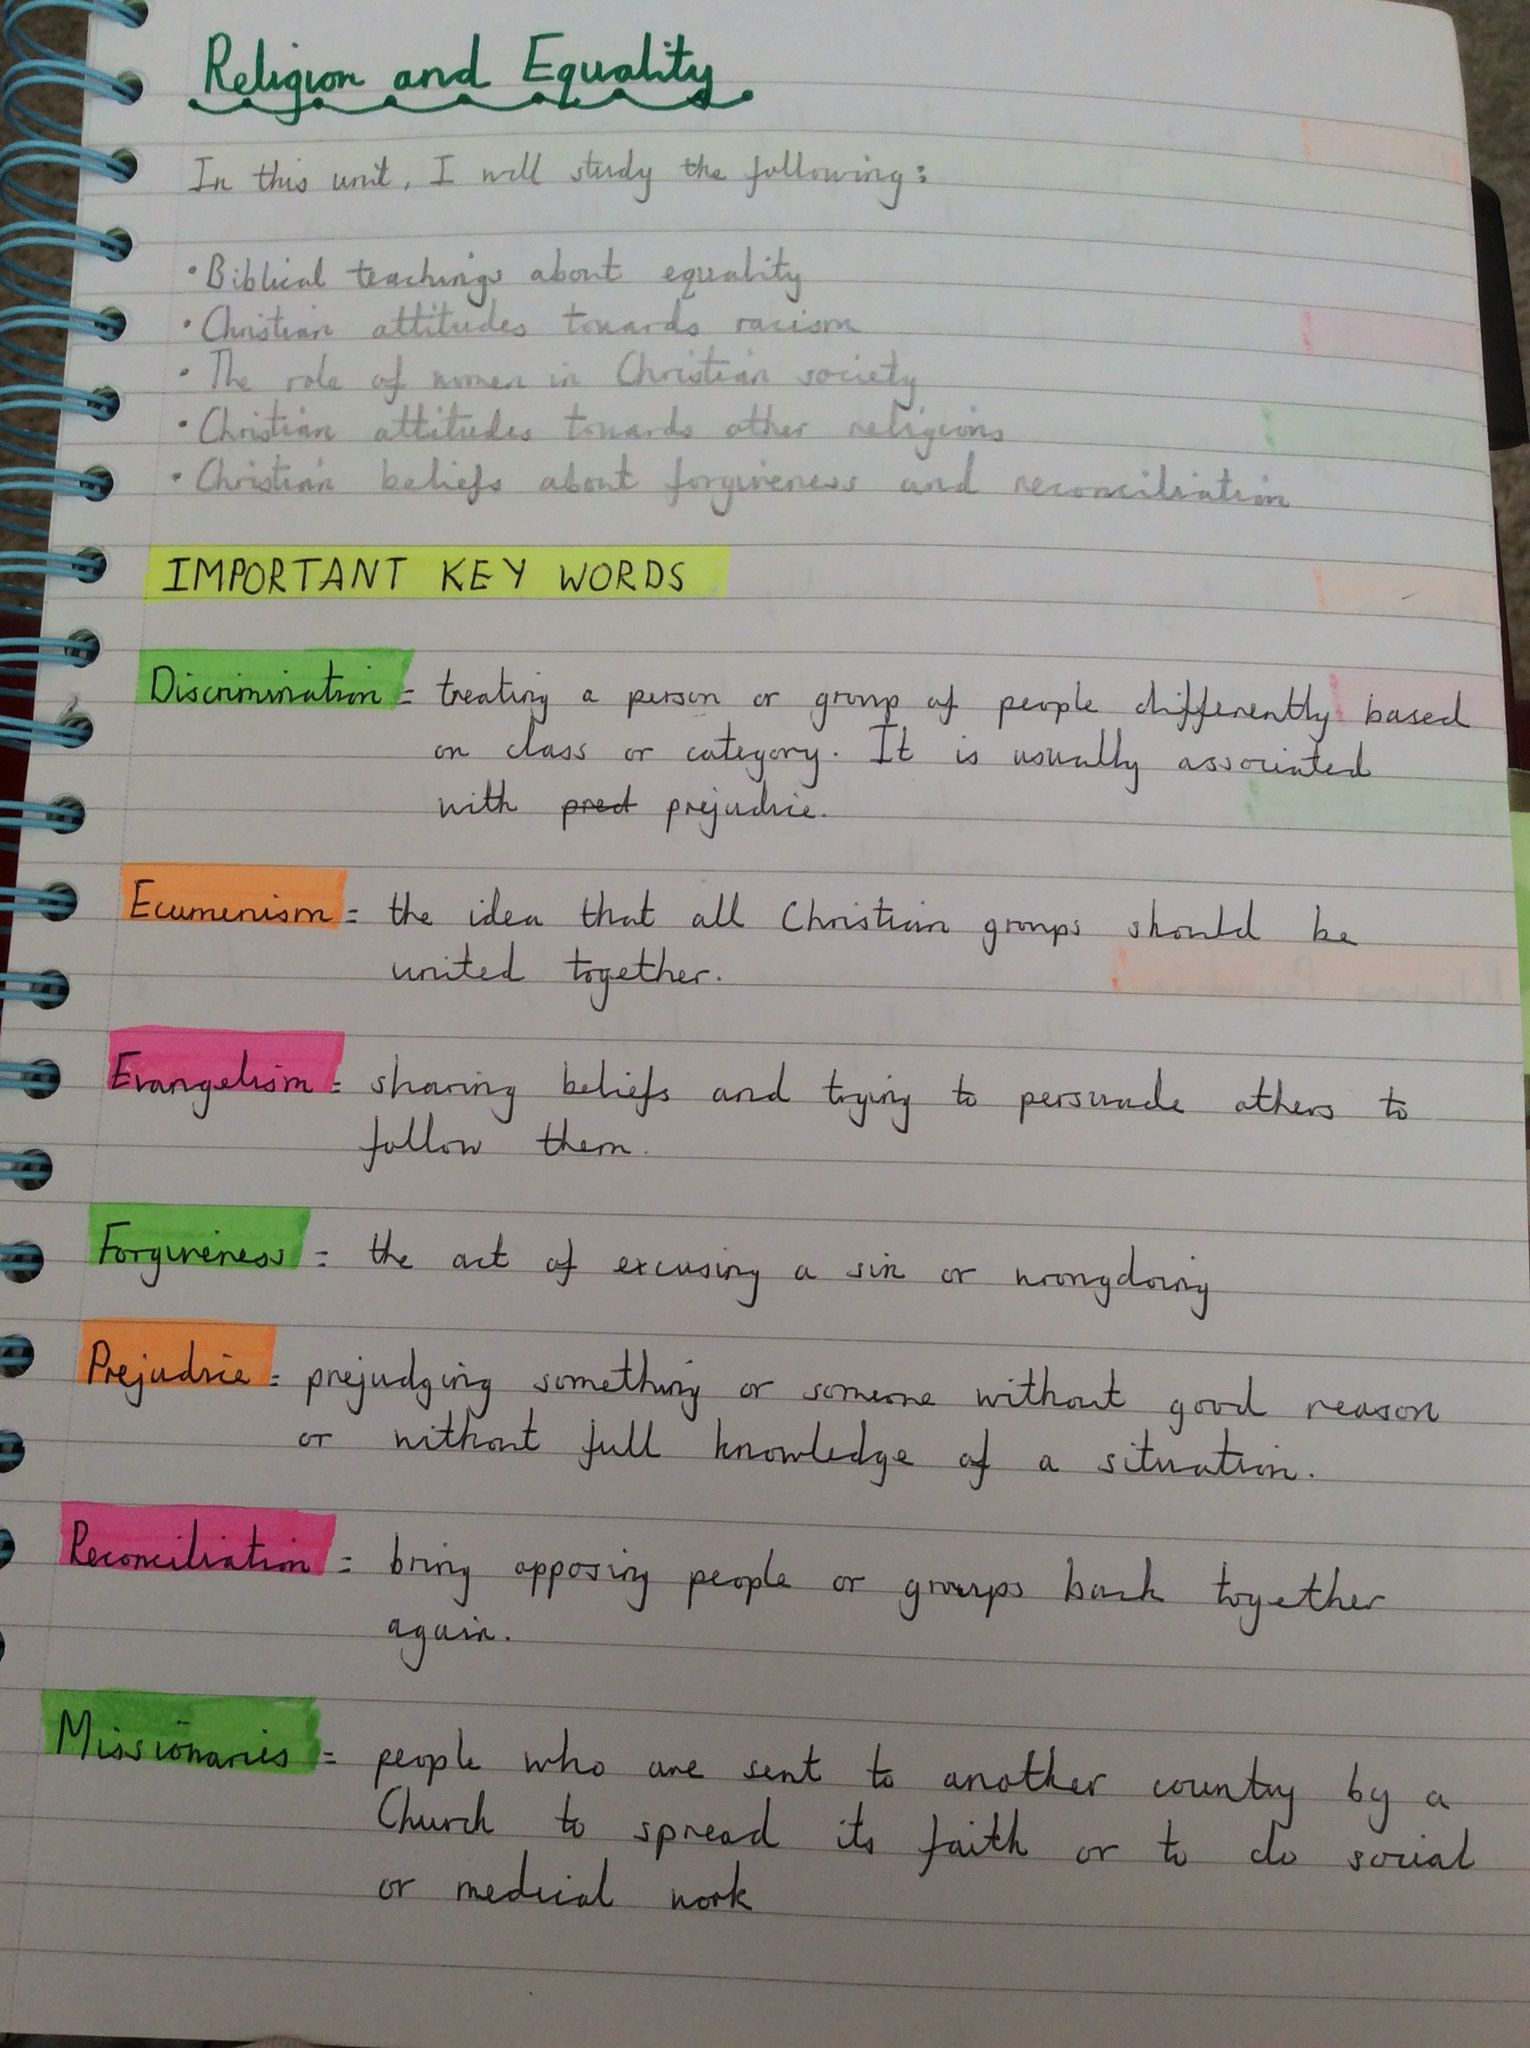 Religion and Equality
In this unit, I will study the following:
• Biblical teachings about equality
• Christian attitudes towards racism
• The role of women in Christian society
• Christian attitudes towards other religions
• Christian beliefs about forgiveness and reconciliation
IMPORTANT KEY WORDS
Discrimination = treating a person or group of people differently based
on class or category. It is usually associated
with pred prejudice.
Ecumenism = the idea that all Christian groups should be
united together.
Evangelism = sharing beliefs and trying to persuade others to
follow them.
Forgiveness = the act of excusing a sin or wrongdoing
Prejudice = prejudging something or someone without good reason
or without full knowledge of a situation.
Reconciliation = bring opposing people or groups back together
again.
Missionaries = people who are sent to another country by a
Church to spread its faith or to do social
or medical work